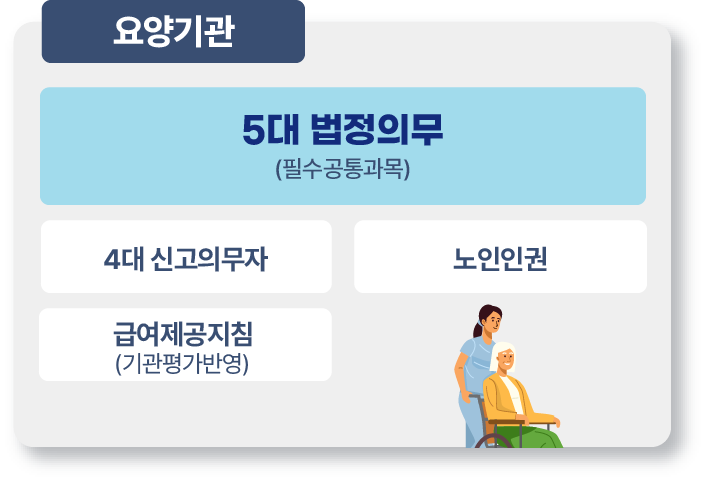 요양기관
5대 법정의무
(필수공통과목)
4대 신고의무자
노인인권
급여제공지침
(기관평가반영)